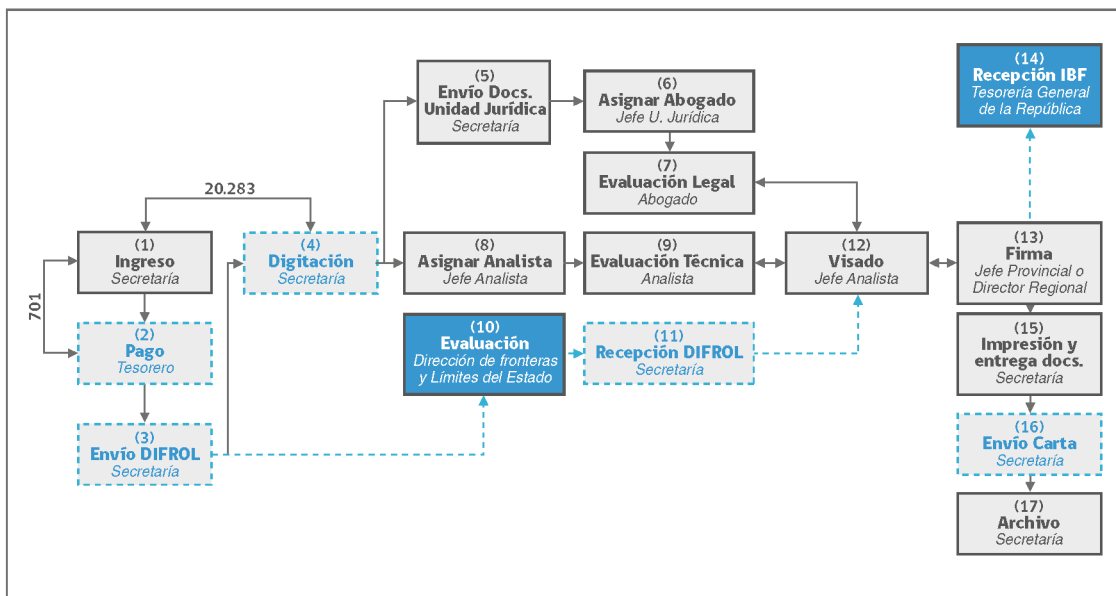 (1)
Ingreso
Secretaría
(2)
Pago
Tesorero
(3)
Envío DIFROL
Secretaría
701
20.283
(4)
Digitación
Secretaría
(5)
Envío Docs.
Unidad Jurídica
Secretaría
(6)
Asignar Abogado
Jefe U. Jurídica
(7)
Evaluación Legal
Abogado
(8)
Asignar Analista
Jefe Analista
(9)
Evaluación Técnica
Analista
(10)
Evaluación
Dirección de fronteras
y Límites del Estado
(11)
Recepción DIFROL
Secretaría
(12)
Visado
Jefe Analista
(13)
Firma
Jefe Provincial o
Director Regional
(14)
Recepción IBF
Tesorería General
de la República
(15)
Impresión y
entrega docs.
Secretaría
(16)
Envío Carta
Secretaría
(17)
Archivo
Secretaría